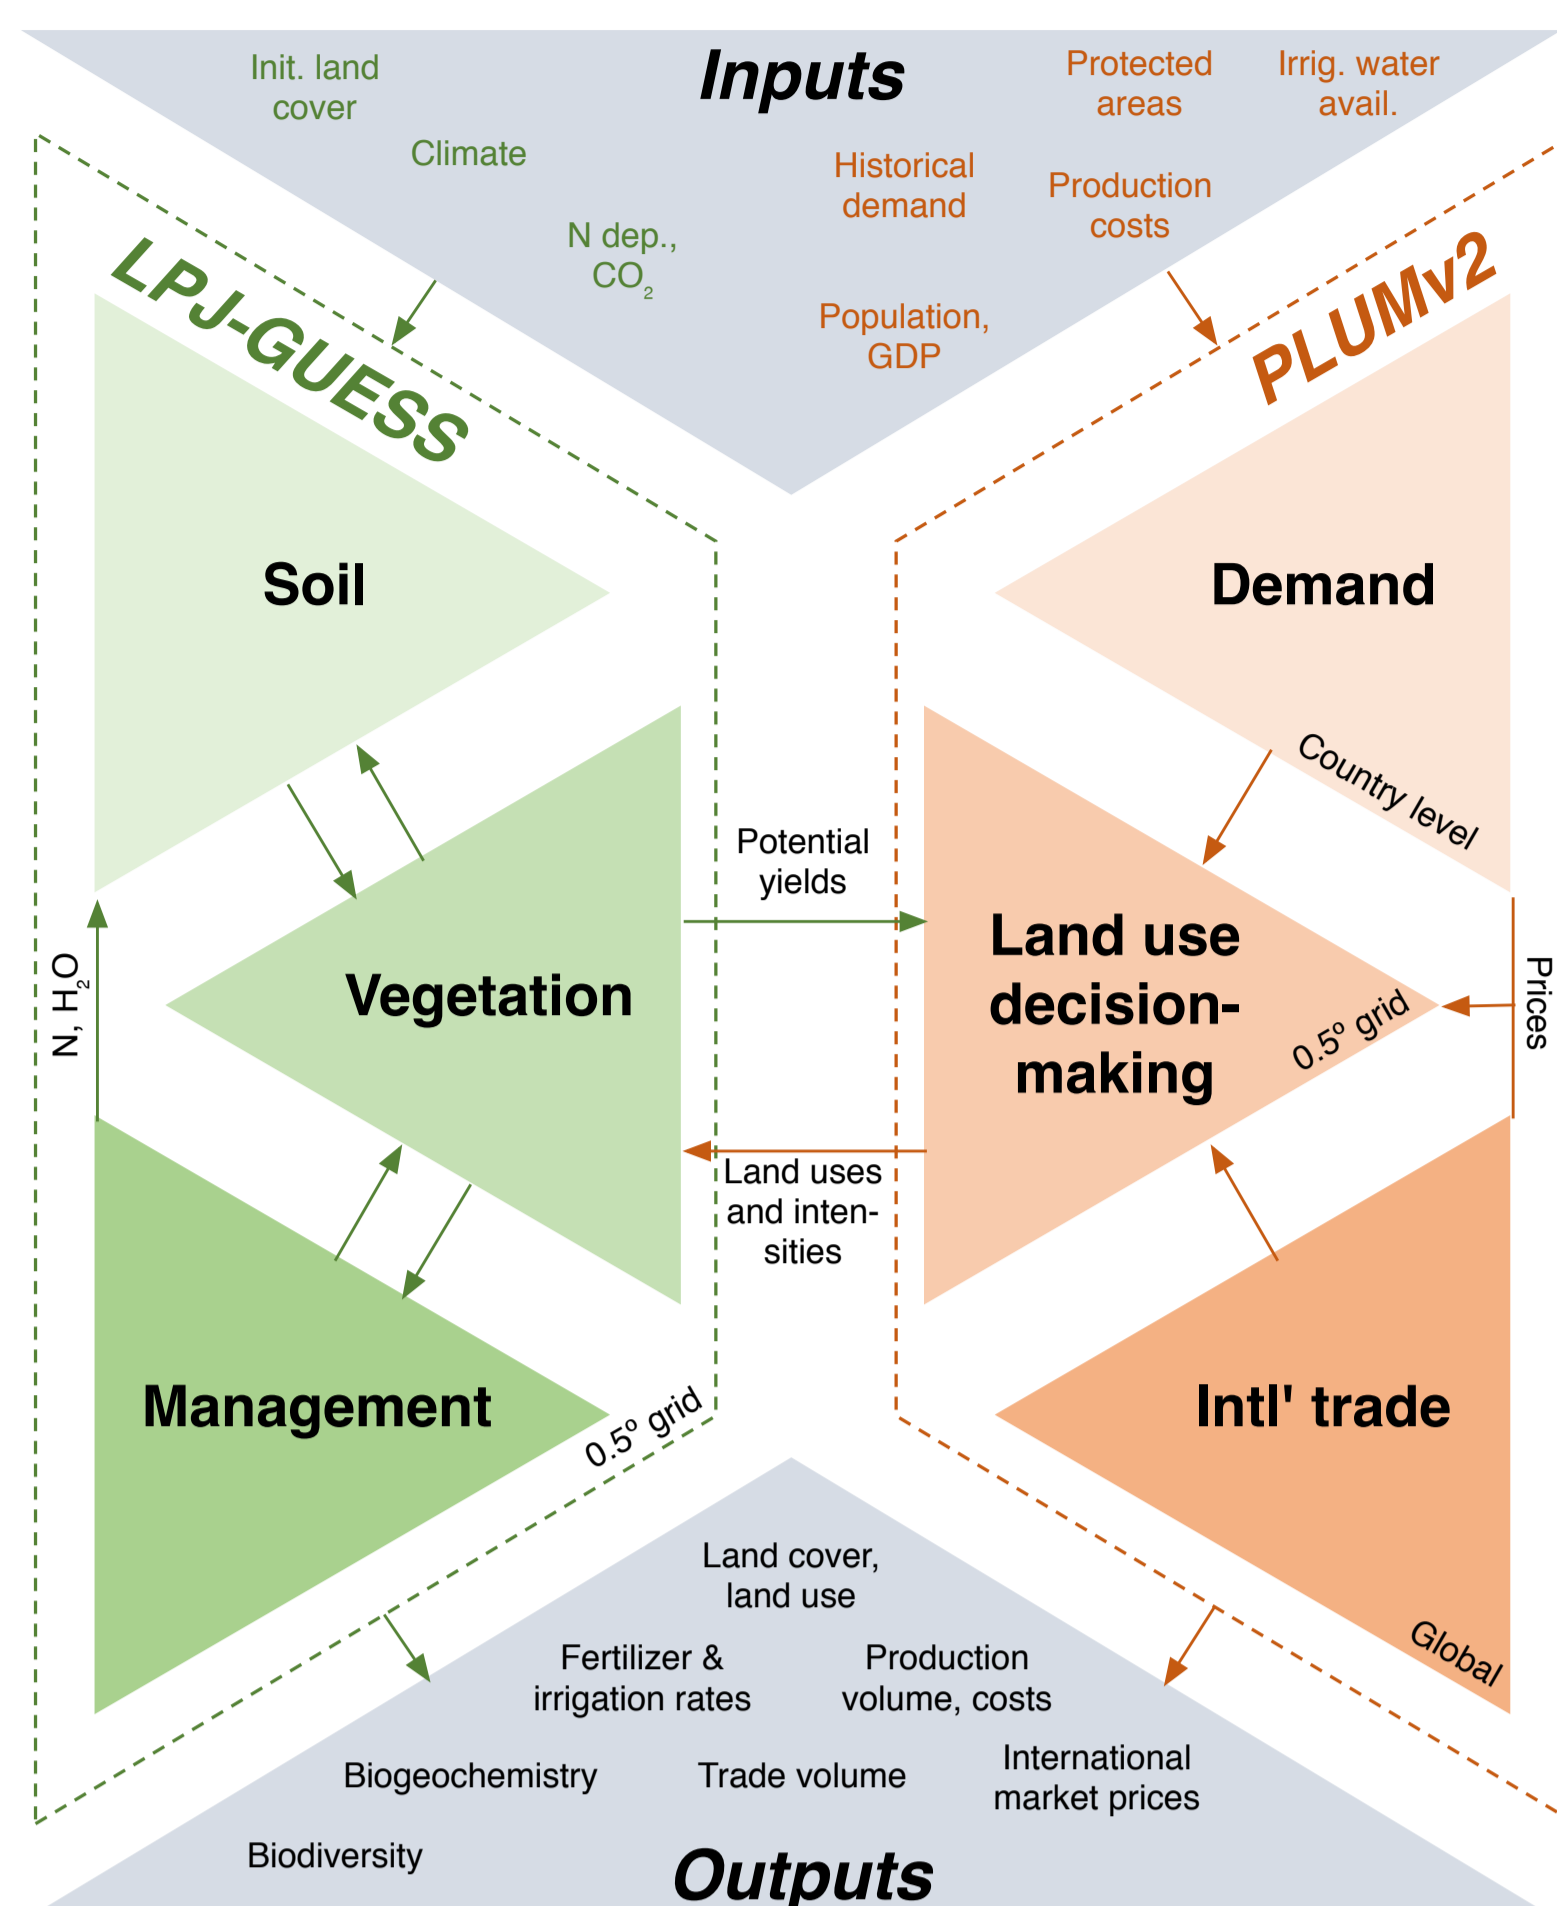 Inputs
Init. land
cover
Climate
N dep.,
CO₂
Historical
demand
Protected
areas
Irrig. water
avail.
Production
costs
Population,
GDP
LPJ-GUESS
PLUMv2
Soil
Demand
Country level
Potential
yields
Vegetation
N, H₂O
Land use
decision-
making
0.5º grid
Prices
Land uses
and inten-
sities
Management
0.5º grid
Intl' trade
Global
Land cover,
land use
Fertilizer &
irrigation rates
Production
volume, costs
Biogeochemistry
Trade volume
International
market prices
Biodiversity
Outputs